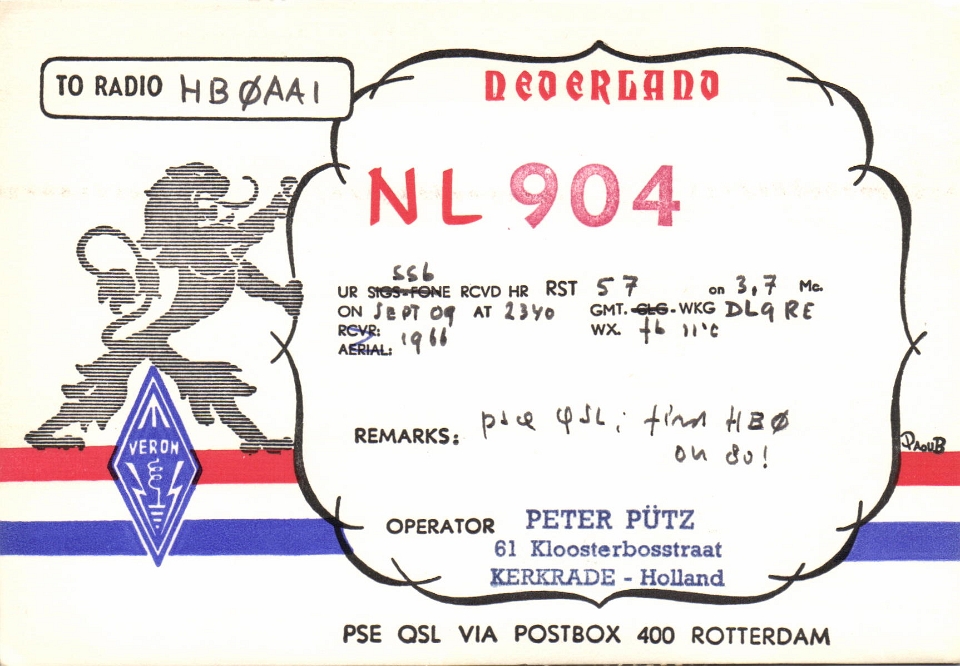 TO RADIO HBØAAI
NEDERLAND
NL 904
ssb
UR SIGS-FONE RCVD HR RST 57 on 3,7 Mc.
ON SEPT 09 AT 2340 GMT.-CLG-WKG DL9RE
RCVR: 1966 WX. fb 11°C
AERIAL:
REMARKS: pse QSL; first HBØ
on 80!
VERON
PAoUB
OPERATOR PETER PÜTZ
61 Kloosterbosstraat
KERKRADE - Holland
PSE QSL VIA POSTBOX 400 ROTTERDAM